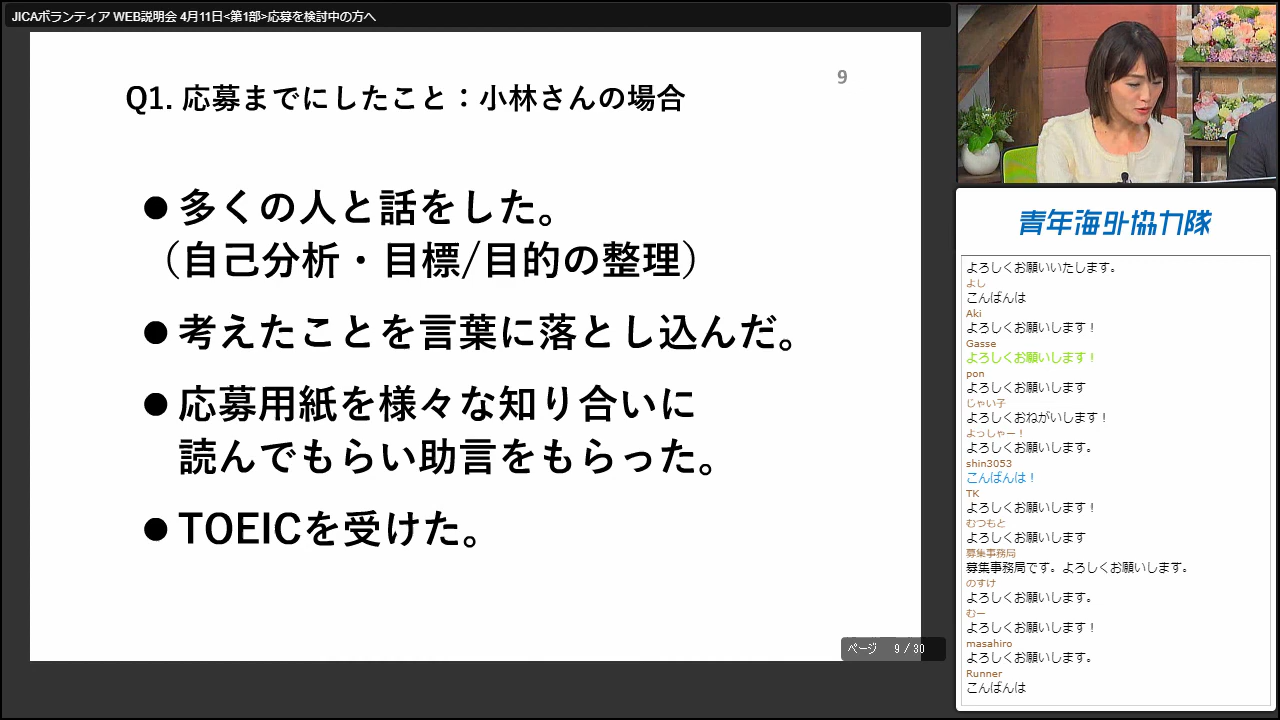 JICAボランティア WEB説明会 4月11日<第1部>応募を検討中の方へ
9
Q1. 応募までにしたこと：小林さんの場合
●多くの人と話をした。
（自己分析・目標/目的の整理）
●考えたことを言葉に落とし込んだ。
●応募用紙を様々な知り合いに
読んでもらい助言をもらった。
●TOEICを受けた。
ページ 9 / 30
青年海外協力隊
よろしくお願いいたします。
よし
こんばんは
Aki
よろしくお願いします！
Gasse
よろしくお願いします！
pon
よろしくお願いします
じゃい子
よろしくおねがいします！
よっしゃー！
よろしくお願いします。
shin3053
こんばんは！
TK
よろしくお願いします！
むつもと
よろしくお願いします
募集事務局
募集事務局です。よろしくお願いします。
のすけ
よろしくお願いします。
むー
よろしくお願いします！
masahiro
よろしくお願いします。
Runner
こんばんは